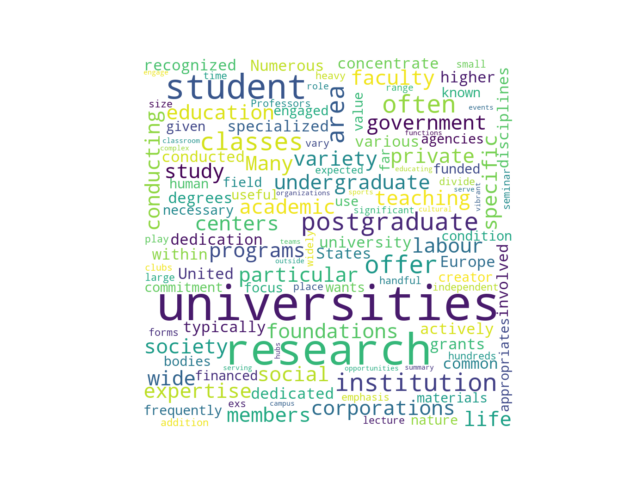 recognized Numerous concentrate small
engage time role heavy faculty range higher
student area often known
size Professors engaged value events
education government disciplines
given specialized functions
classroom classes vary various agencies
complex conducted Many variety far private funded
conducting study expected educating specific seminar
human field undergraduate divide serve vibrant
degrees useful organizations sports teaching
necessary academic use significant cultural
centers postgraduate condition
play dedication widely university labour
clubs within programs teams outside States offer Europe involved
large United particular handful creator
commitment focus place wants independent
universities
forms typically foundations actively appropriates
society research hubs grants hundreds
bodies serving opportunities summary common
wide financed social institution
expertise dedicated emphasis materials
frequently exs campus corporations life
addition members lecture nature